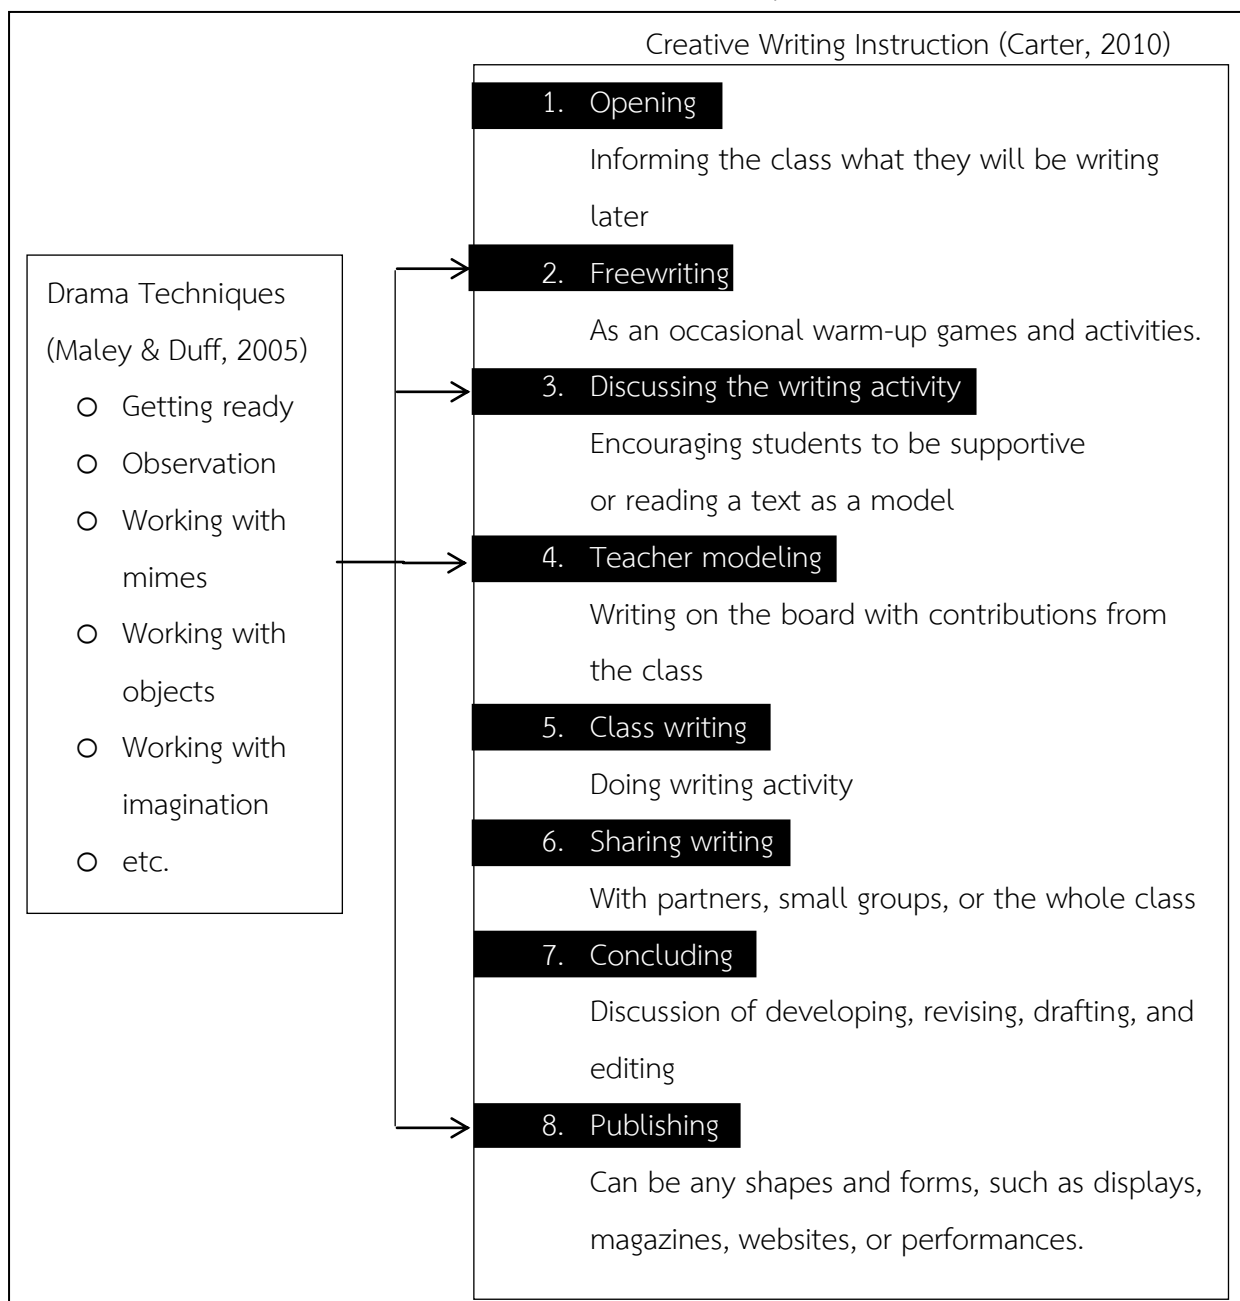 Creative Writing Instruction (Carter, 2010)
Drama Techniques
(Maley & Duff, 2005)
o Getting ready
o Observation
o Working with
mimes
o Working with
objects
o Working with
imagination
o etc.
1. Opening
Informing the class what they will be writing
later
2. Freewriting
As an occasional warm-up games and activities.
3. Discussing the writing activity
Encouraging students to be supportive
or reading a text as a model
4. Teacher modeling
Writing on the board with contributions from
the class
5. Class writing
Doing writing activity
6. Sharing writing
With partners, small groups, or the whole class
7. Concluding
Discussion of developing, revising, drafting, and
editing
8. Publishing
Can be any shapes and forms, such as displays,
magazines, websites, or performances.